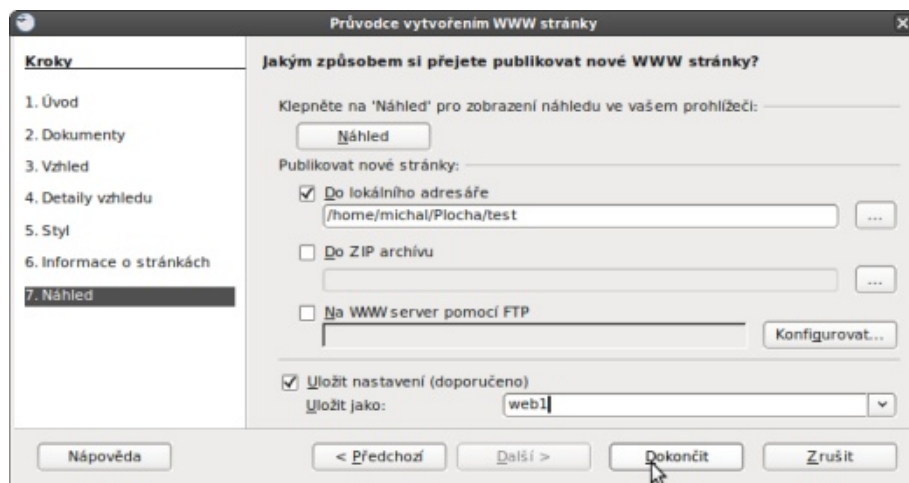 Průvodce vytvořením WWW stránky
Kroky
1. Úvod
2. Dokumenty
3. Vzhled
4. Detaily vzhledu
5. Styl
6. Informace o stránkách
7. Náhled
Jakým způsobem si přejete publikovat nové WWW stránky?
Klepněte na 'Náhled' pro zobrazení náhledu ve vašem prohlížeči:
Náhled
Publikovat nové stránky:
Do lokálního adresáře
/home/michal/Plocha/test
...
Do ZIP archívu
...
Na WWW server pomocí FTP
Konfigurovat...
Uložit nastavení (doporučeno)
Uložit jako:
web1
Nápověda
< Předchozí
Další >
Dokončit
Zrušit